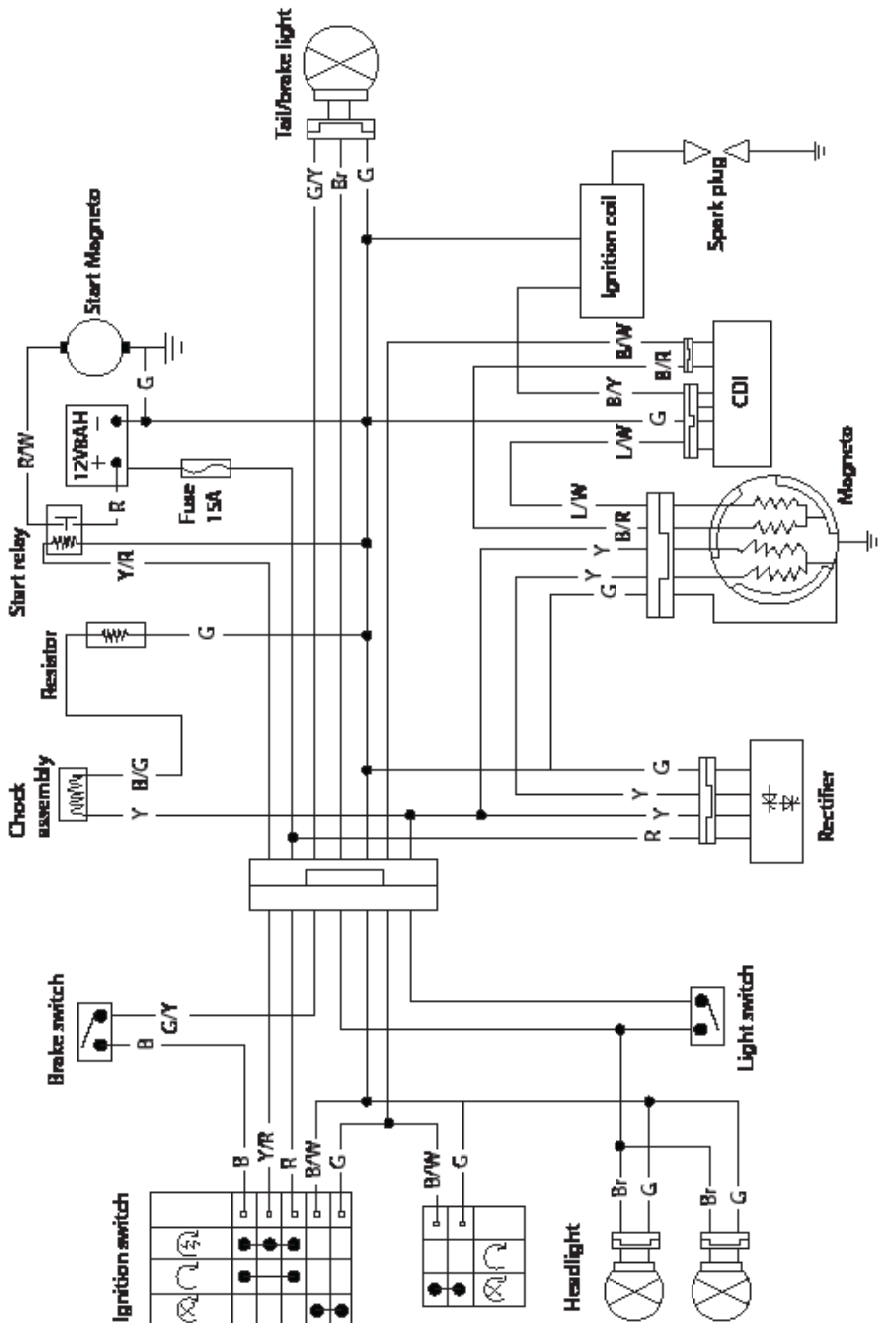 Ignition switch
B
Y/R
R
B/W
G
B/W
G
Brake switch
B
G/Y
Chock
assembly
Y
B/G
Resistor
G
Start relay
Y/R
R/W
R
12V8AH
+ −
Fuse
15A
Start Magneto
G
Tail/brake light
G/Y
Br
G
Headlight
Br
G
Br
G
Light switch
R
Y
Y
G
Rectifier
G
Y
Y
B/R
L/W
Magneto
L/W
G
B/Y
B/R
B/W
CDI
Ignition coil
Spark plug